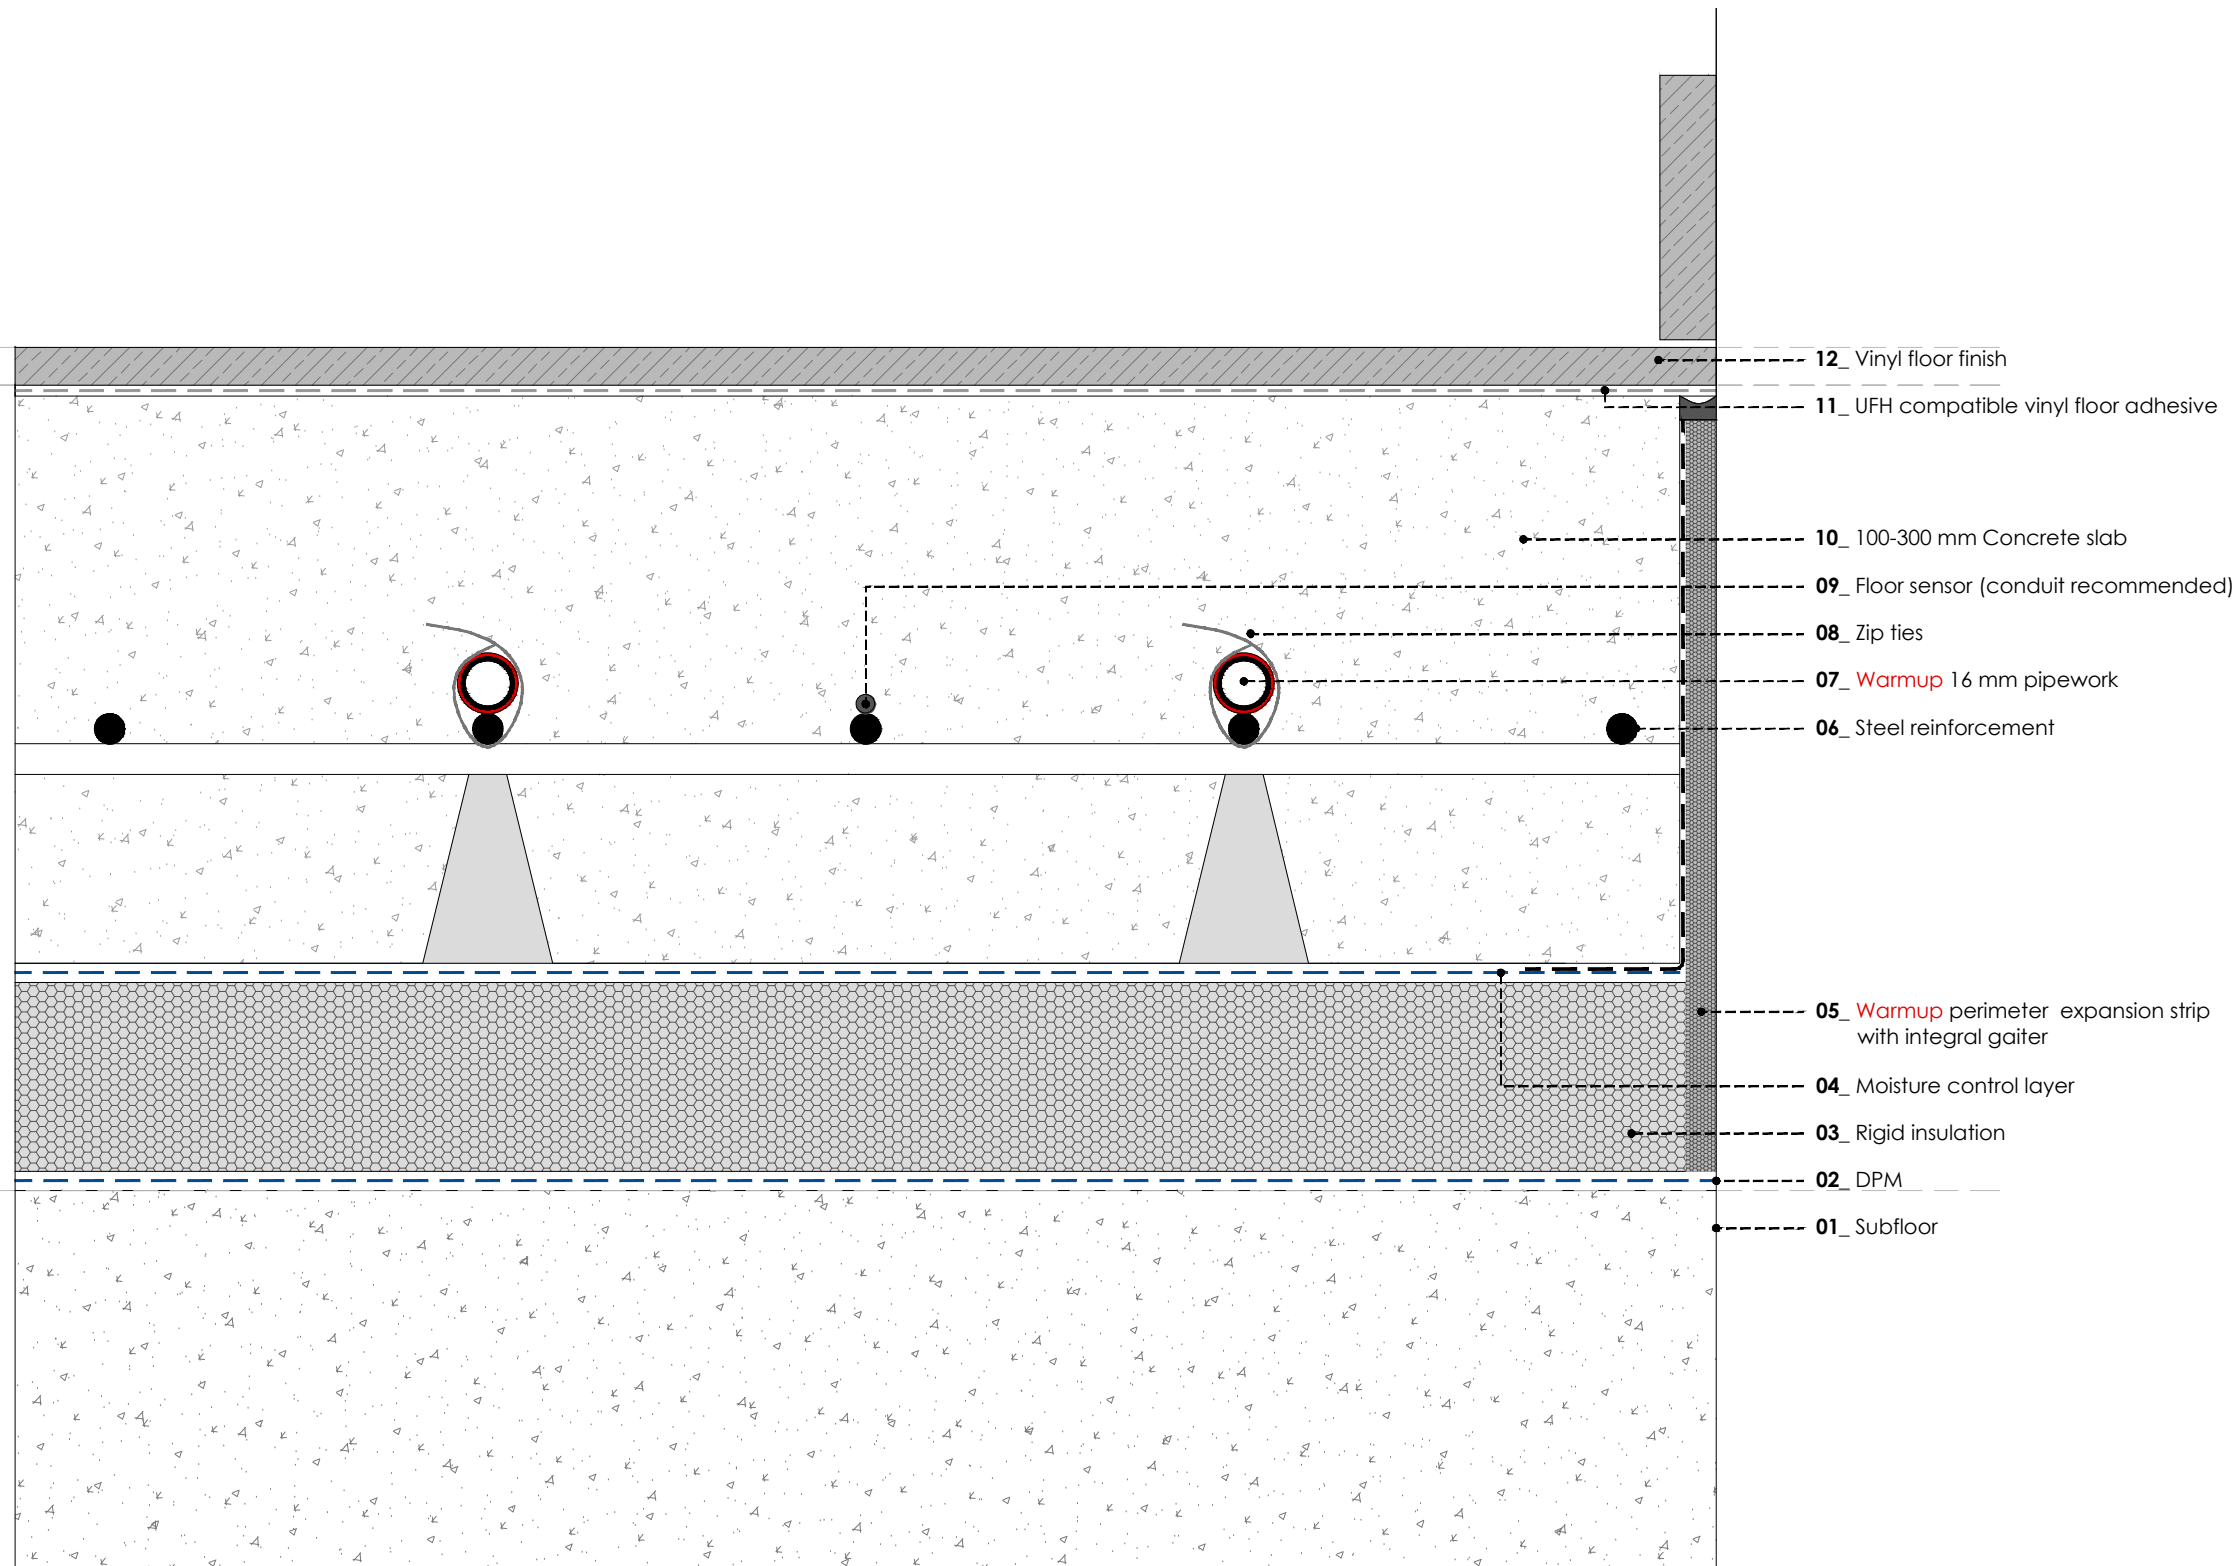 12_ Vinyl floor finish
11_ UFH compatible vinyl floor adhesive
10_ 100-300 mm Concrete slab
09_ Floor sensor (conduit recommended)
08_ Zip ties
07_ Warmup 16 mm pipework
06_ Steel reinforcement
05_ Warmup perimeter expansion strip
with integral gaiter
04_ Moisture control layer
03_ Rigid insulation
02_ DPM
01_ Subfloor